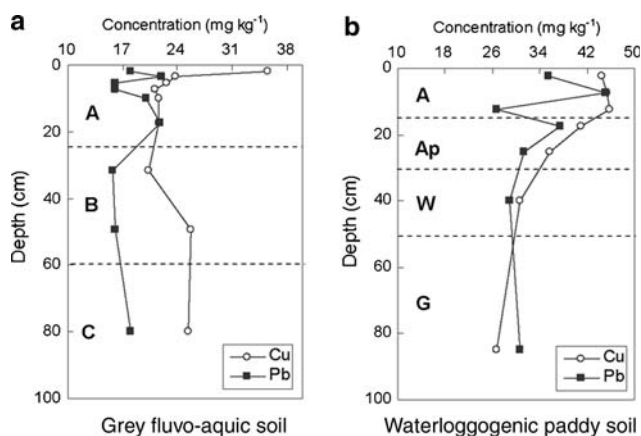 a
Concentration (mg kg⁻¹)
10 17 24 31 38
0
20
40
60
80
100
Depth (cm)
A
B
C
Cu
Pb
Grey fluvo-aquic soil
b
Concentration (mg kg⁻¹)
10 18 26 34 42 50
0
20
40
60
80
100
Depth (cm)
A
Ap
W
G
Cu
Pb
Waterloggogenic paddy soil